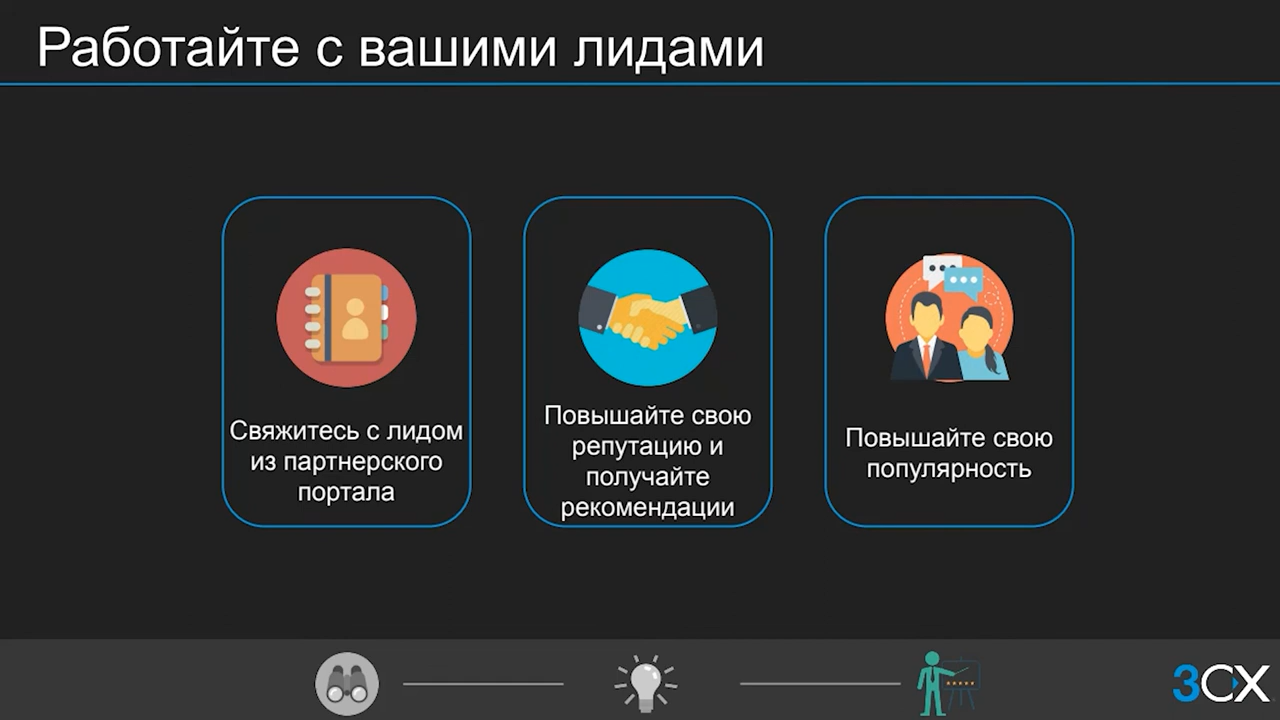 Работайте с вашими лидами
Свяжитесь с лидом
из партнерского
портала
Повышайте свою
репутацию и
получайте
рекомендации
Повышайте свою
популярность
3CX